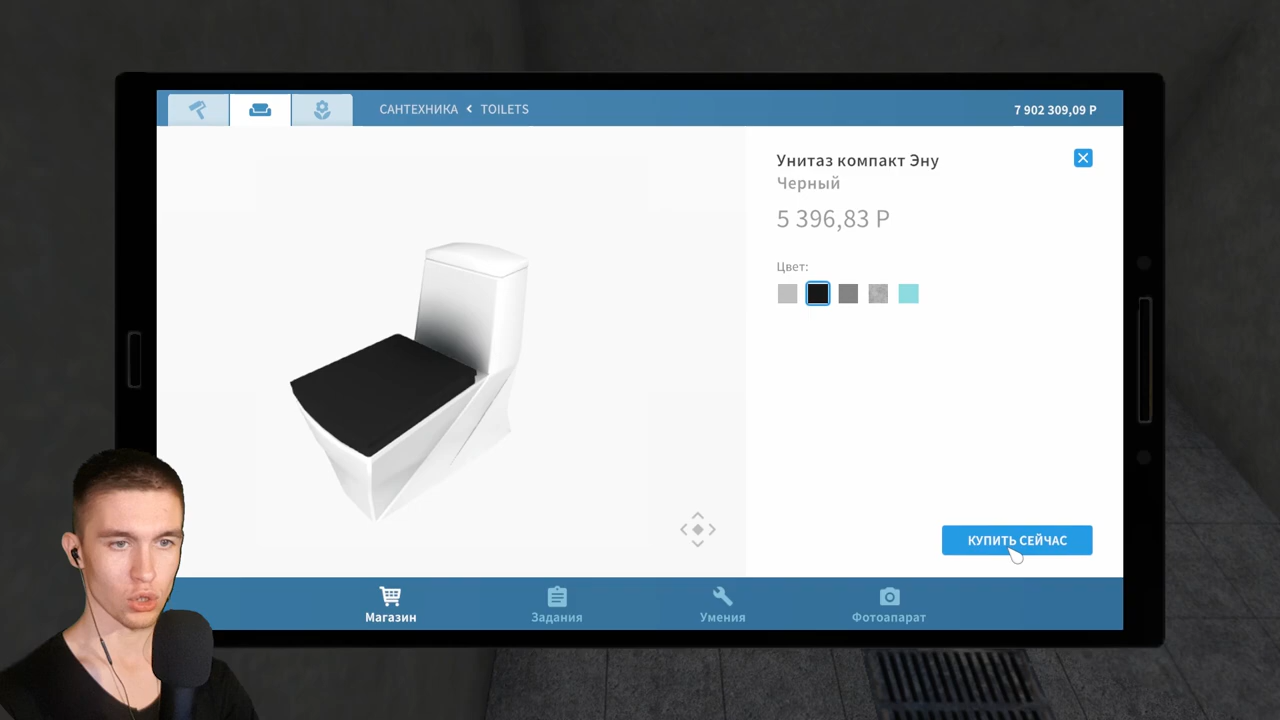 САНТЕХНИКА < TOILETS
7 902 309,09 Р
Унитаз компакт Эну
Черный
5 396,83 Р
Цвет:
КУПИТЬ СЕЙЧАС
Магазин
Задания
Умения
Фотоапарат